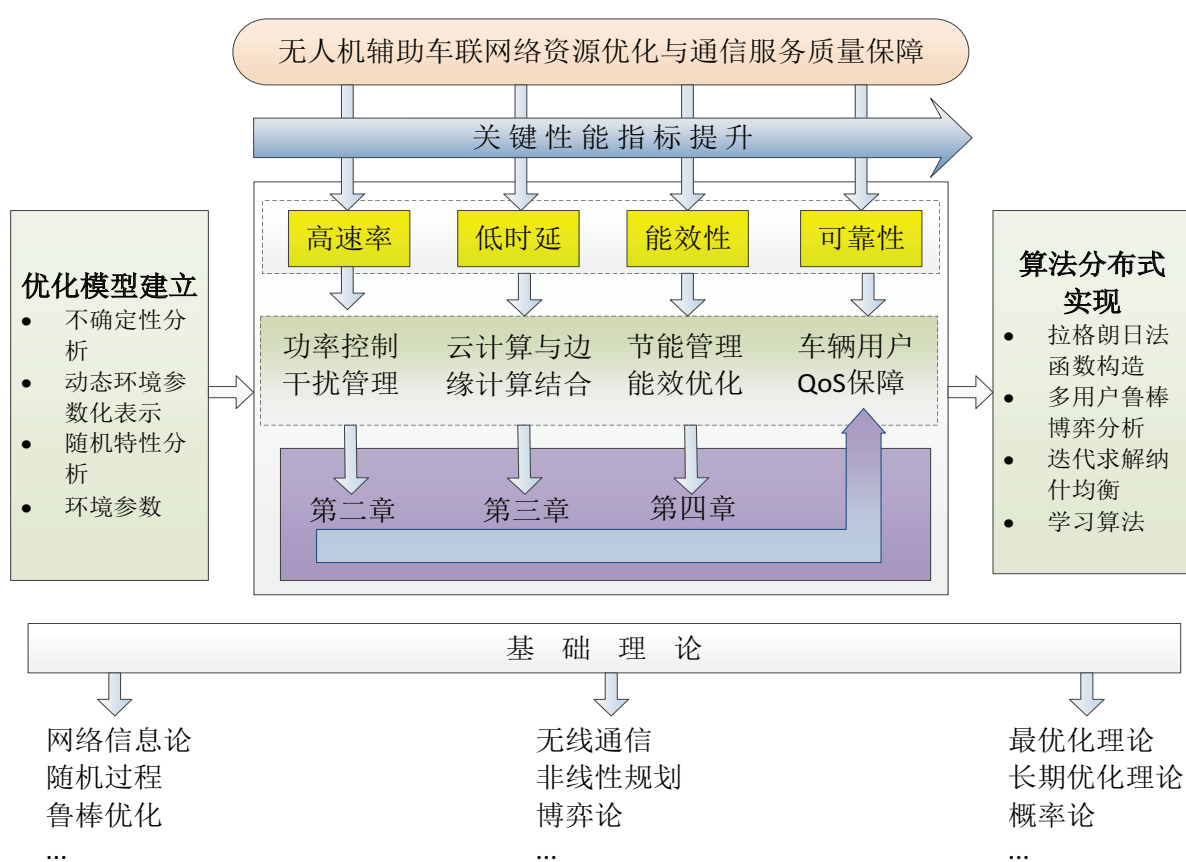 无人机辅助车联网络资源优化与通信服务质量保障
关键性能指标提升
高速率
低时延
能效性
可靠性
优化模型建立
• 不确定性分
析
• 动态环境参
数化表示
• 随机特性分
析
• 环境参数
功率控制
干扰管理
云计算与边
缘计算结合
节能管理
能效优化
车辆用户
QoS保障
第二章
第三章
第四章
算法分布式
实现
• 拉格朗日法
函数构造
• 多用户鲁棒
博弈分析
• 迭代求解纳
什均衡
• 学习算法
基 础 理 论
网络信息论
随机过程
鲁棒优化
...
无线通信
非线性规划
博弈论
...
最优化理论
长期优化理论
概率论
...